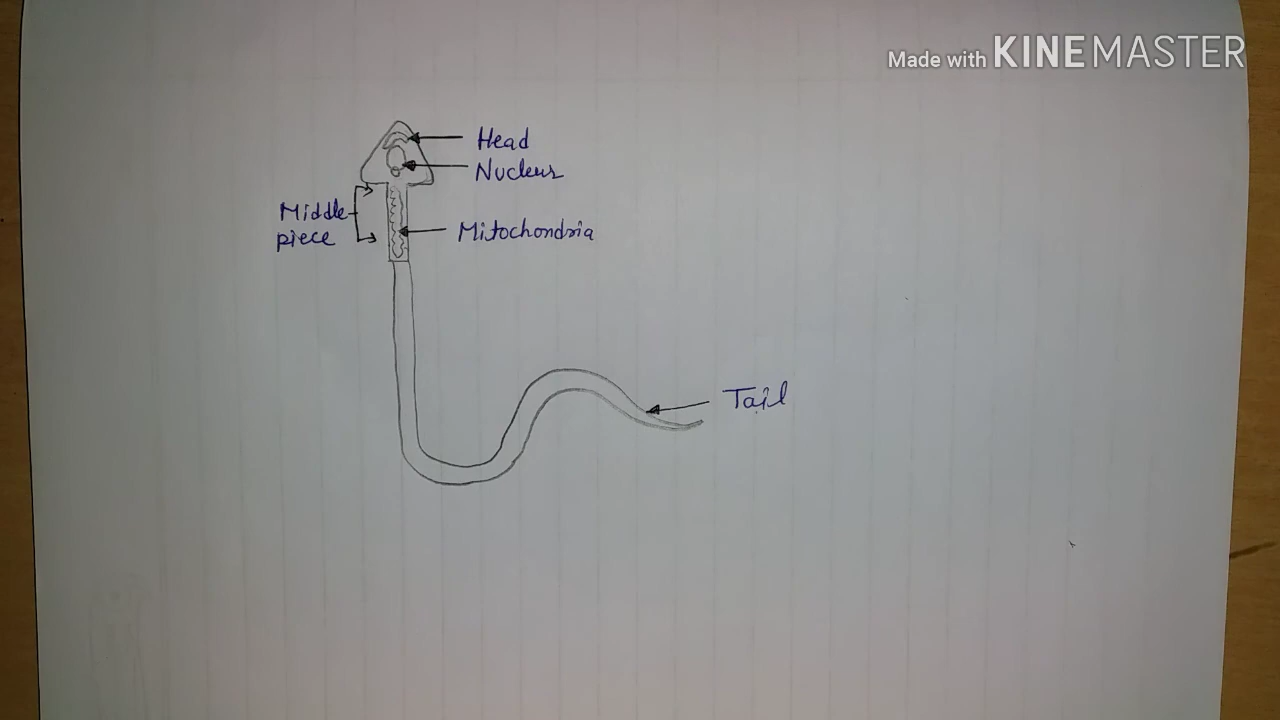 Made with KINEMASTER
Head
Nucleus
Middle
piece
Mitochondria
Tail